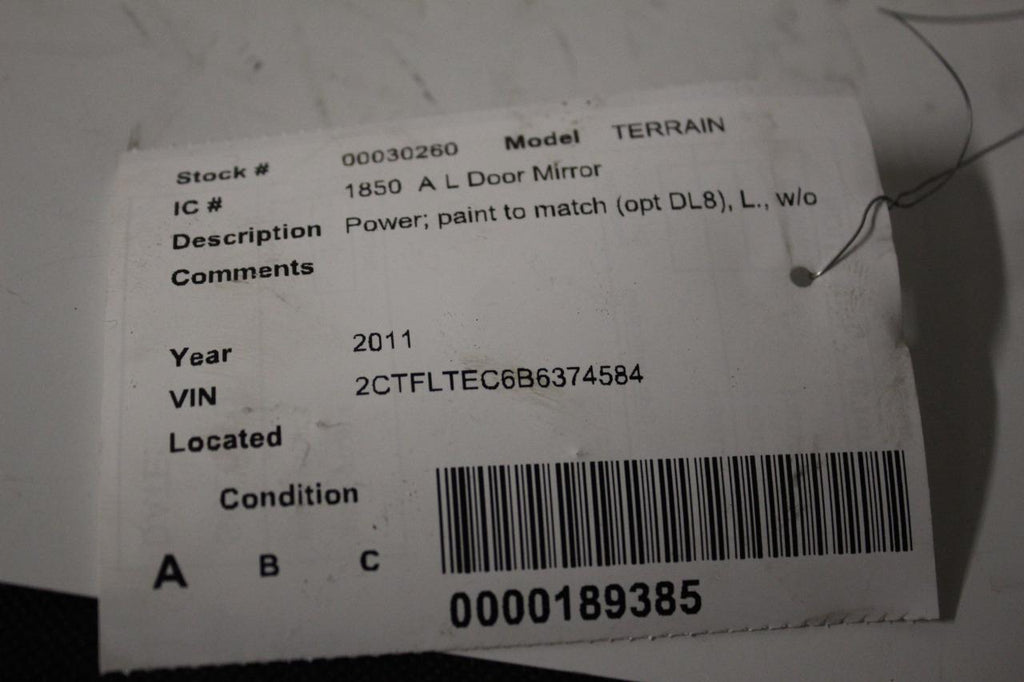 Stock # 00030260 Model TERRAIN
IC # 1850 A L Door Mirror
Description Power; paint to match (opt DL8), L., w/o
Comments
Year 2011
VIN 2CTFLTEC6B6374584
Located
Condition
A B C
0000189385